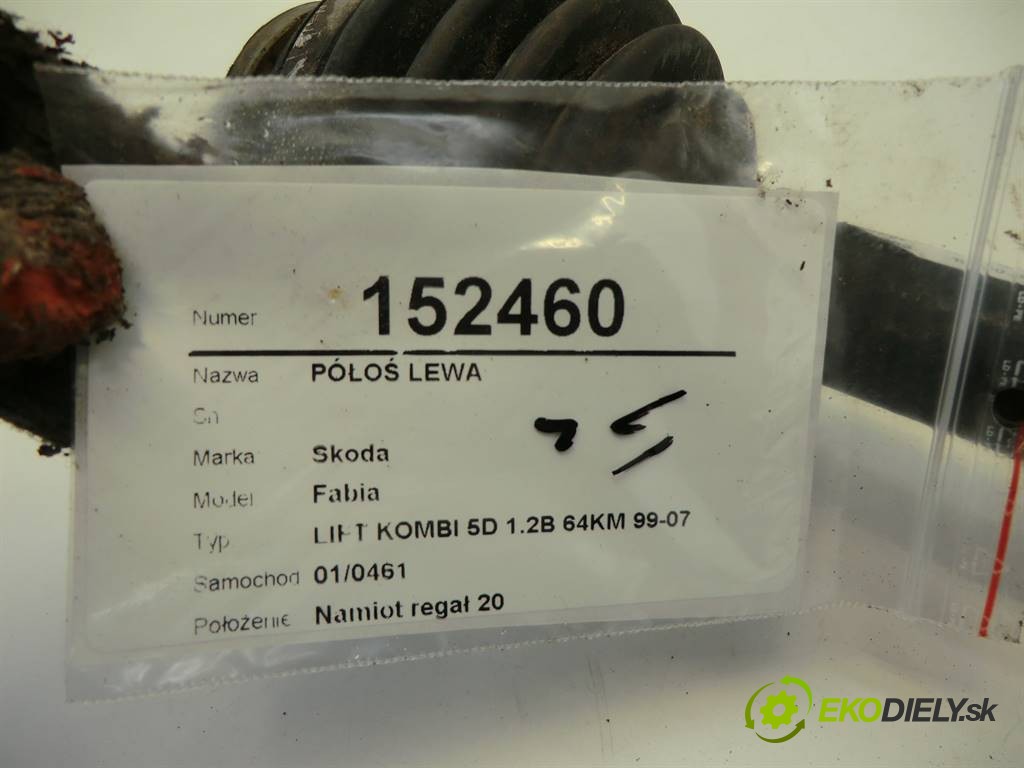 Numer 152460
Nazwa PÓŁOŚ LEWA
Sn
Marka Skoda
Model Fabia
Typ LIFT KOMBI 5D 1.2B 64KM 99-07
Samochod 01/0461
Położenie Namiot regał 20
EKODIELY.sk